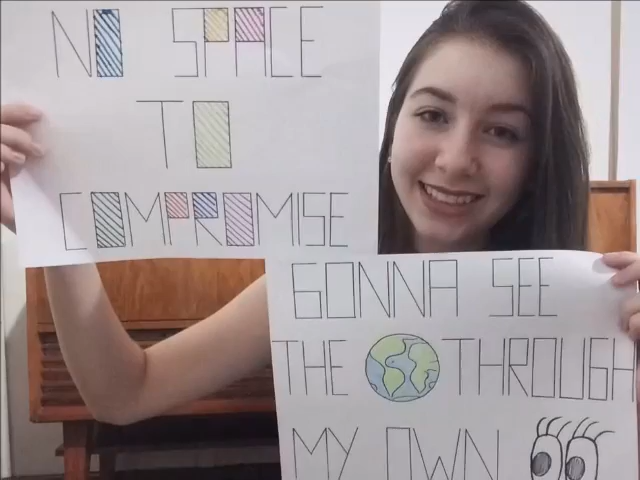 NO SPACE
TO
COMPROMISE
GONNA SEE
THE THROUGH
MY OWN